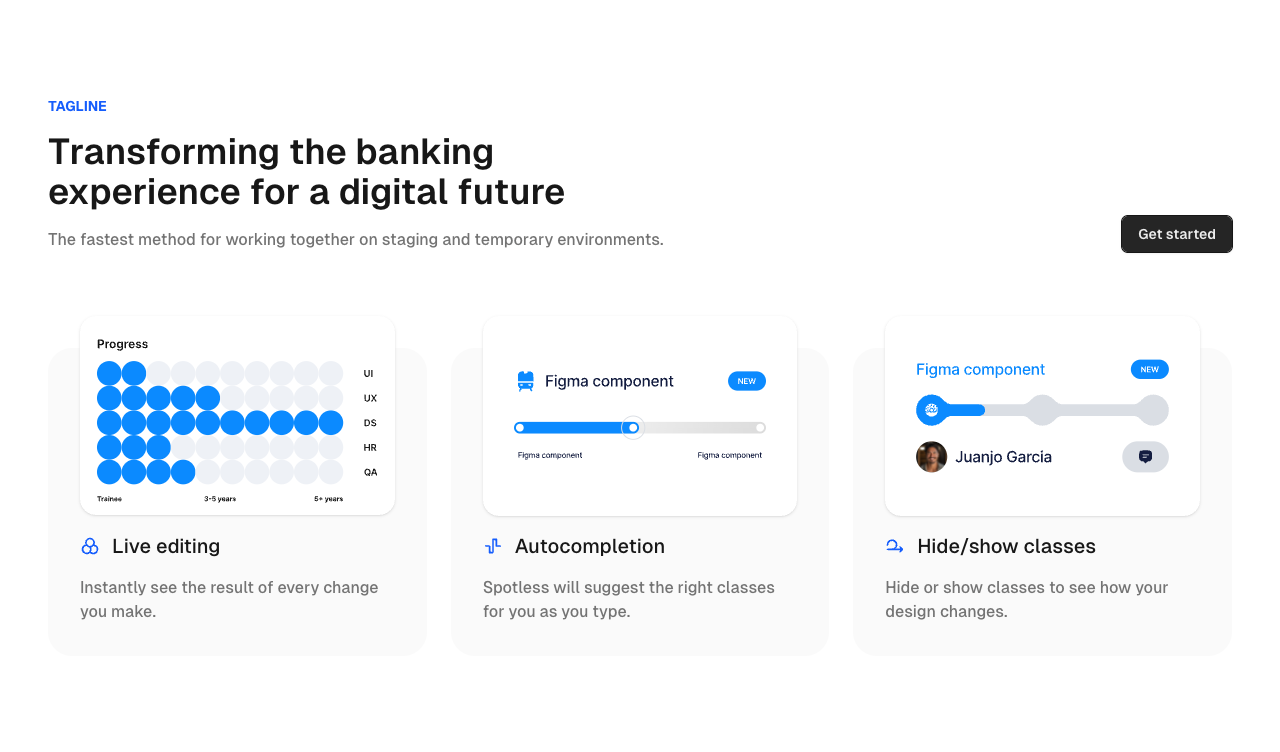 TAGLINE
Transforming the banking
experience for a digital future
The fastest method for working together on staging and temporary environments.
Get started
Progress
UI
UX
DS
HR
QA
Trainee 3-5 years 5+ years
Live editing
Instantly see the result of every change
you make.
Figma component NEW
Figma component Figma component
Autocompletion
Spotless will suggest the right classes
for you as you type.
Figma component NEW
Juanjo Garcia
Hide/show classes
Hide or show classes to see how your
design changes.